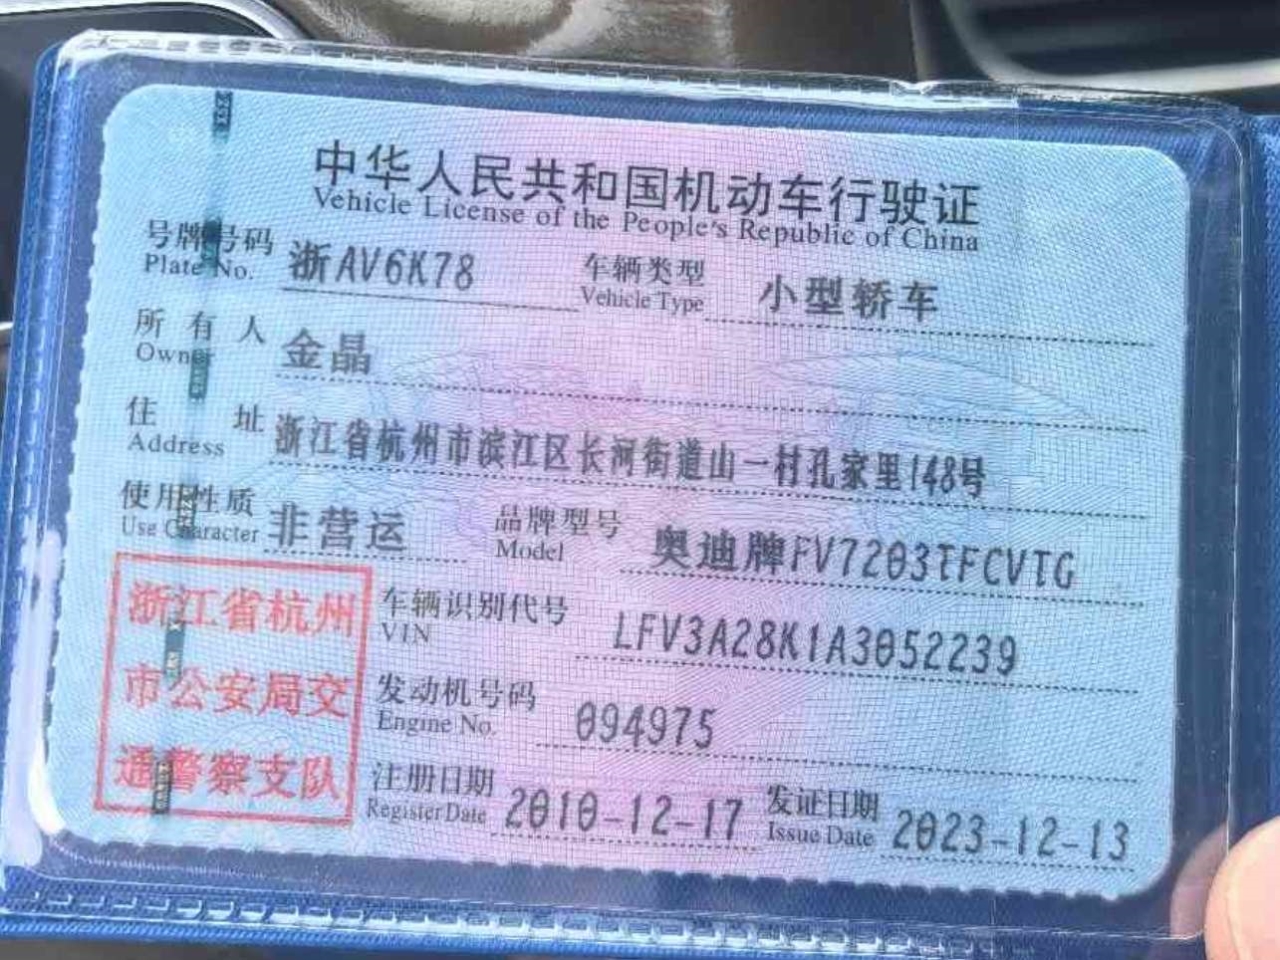 中华人民共和国机动车行驶证
Vehicle License of the People's Republic of China
号牌号码 浙AV6K78 车辆类型 小型轿车
Plate No. Vehicle Type
所有人 金晶
Owner
住址 浙江省杭州市滨江区长河街道山一村孔家里148号
Address
使用性质 非营运 品牌型号 奥迪牌FV7203TFCVTG
Use Character Model
浙江省杭州
市公安局交
通警察支队
车辆识别代号 LFV3A28K1A3052239
VIN
发动机号码 094975
Engine No.
注册日期 2010-12-17 发证日期 2023-12-13
Register Date Issue Date